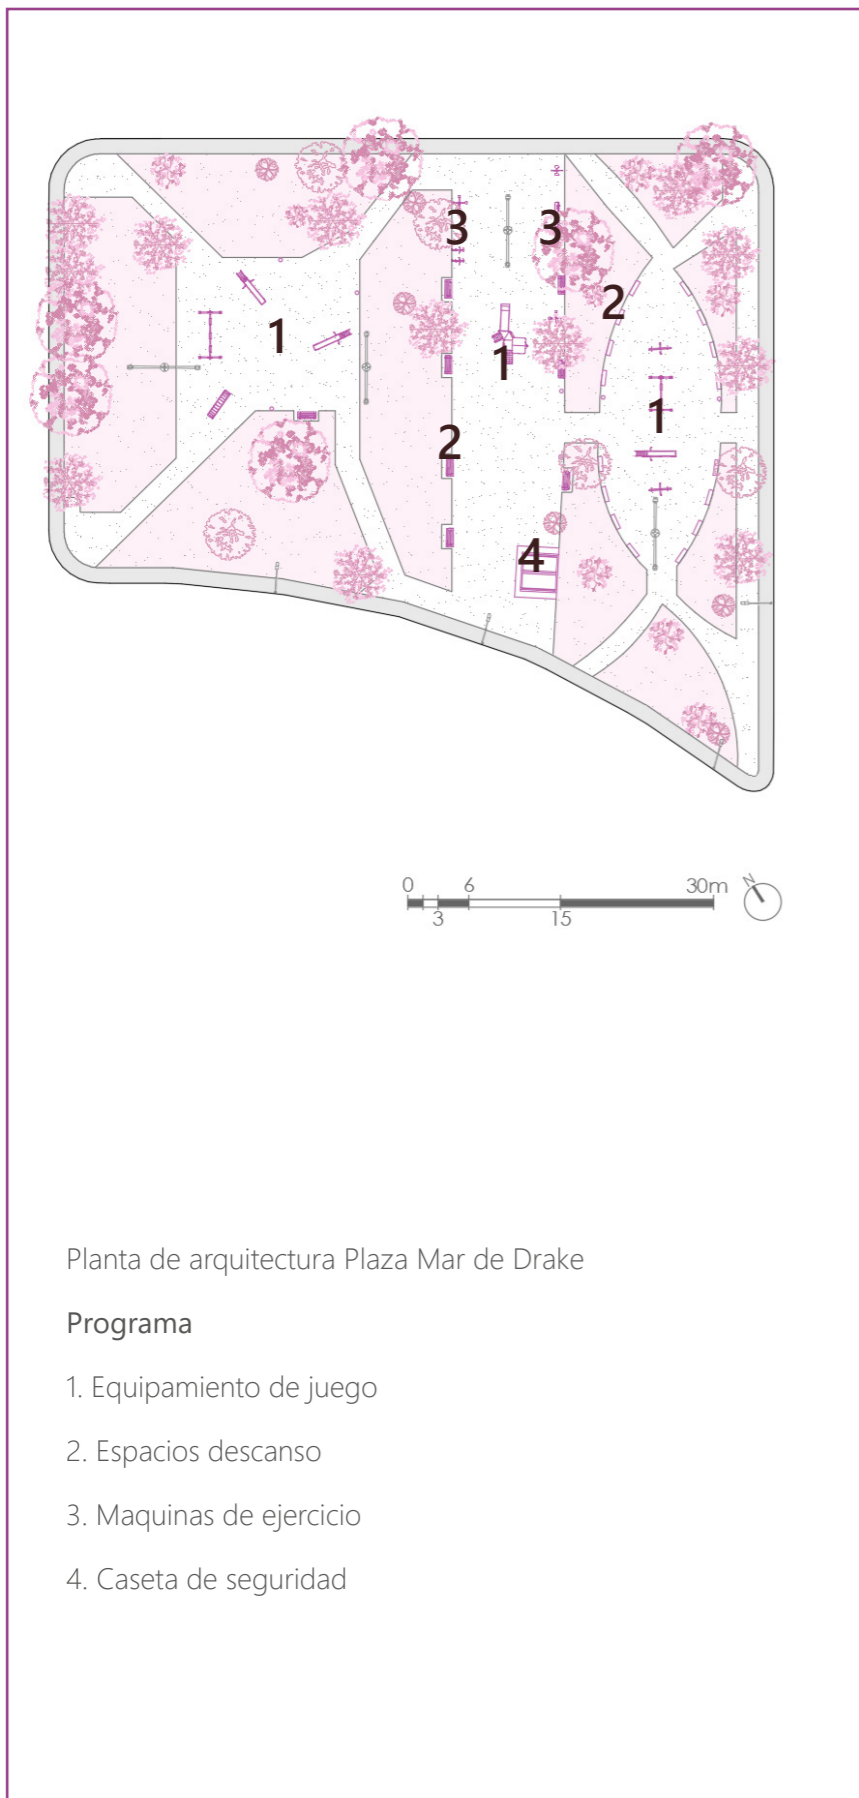 3
3
2
1
1
1
2
4
0 6 30m N
3 15
Planta de arquitectura Plaza Mar de Drake
Programa
1. Equipamiento de juego
2. Espacios descanso
3. Maquinas de ejercicio
4. Caseta de seguridad